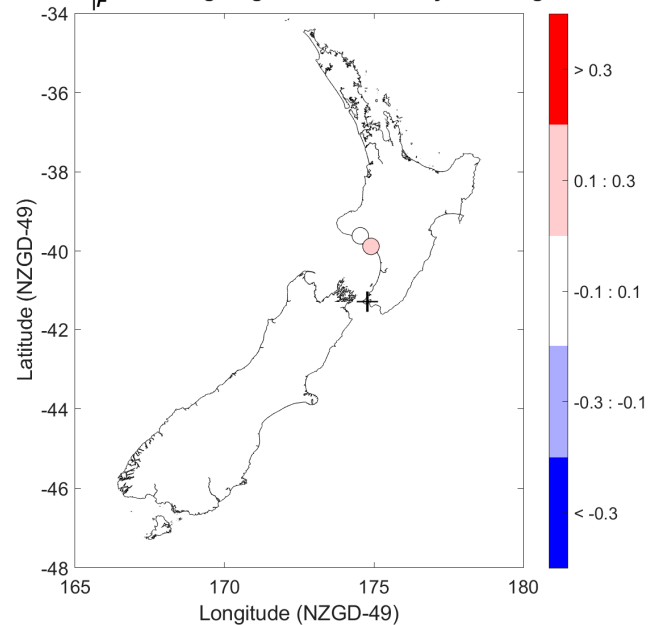 -34
-36
-38
-40
-42
-44
-46
-48
165
170
175
180
Latitude (NZGD-49)
Longitude (NZGD-49)
> 0.3
0.1 : 0.3
-0.1 : 0.1
-0.3 : -0.1
< -0.3